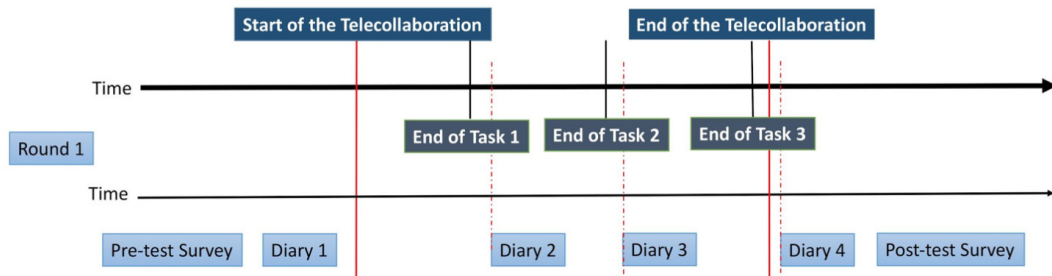 Start of the Telecollaboration
End of the Telecollaboration
Time
End of Task 1
End of Task 2
End of Task 3
Round 1
Time
Pre-test Survey
Diary 1
Diary 2
Diary 3
Diary 4
Post-test Survey